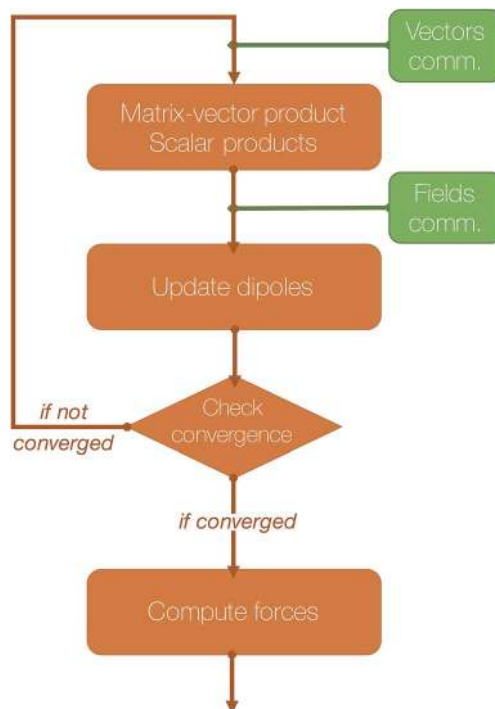 Vectors
comm.
Matrix-vector product
Scalar products
Fields
comm.
Update dipoles
Check
convergence
if not
converged
if converged
Compute forces